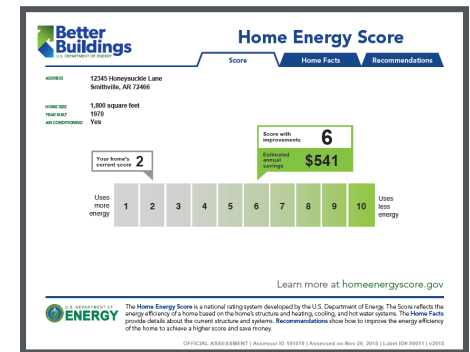 Better
Buildings
U.S. DEPARTMENT OF ENERGY
Home Energy Score
Score
Home Facts
Recommendations
ADDRESS 12345 Honeysuckle Lane
Smithville, AR 72466
HOME SIZE 1,800 square feet
YEAR BUILT 1970
AIR CONDITIONING Yes
Score with
improvements 6
Estimated
annual
savings $541
Your home's
current score 2
Uses
more
energy
1 2 3 4 5 6 7 8 9 10
Uses
less
energy
Learn more at homeenergyscore.gov
U.S. DEPARTMENT OF
ENERGY
The Home Energy Score is a national rating system developed by the U.S. Department of Energy. The Score reflects the
energy efficiency of a home based on the home's structure and heating, cooling, and hot water systems. The Home Facts
provide details about the current structure and systems. Recommendations show how to improve the energy efficiency
of the home to achieve a higher score and save money.
OFFICIAL ASSESSMENT | Assessor ID 101010 | Assessed on Nov 20, 2015 | Label ID# 90011 | v2015